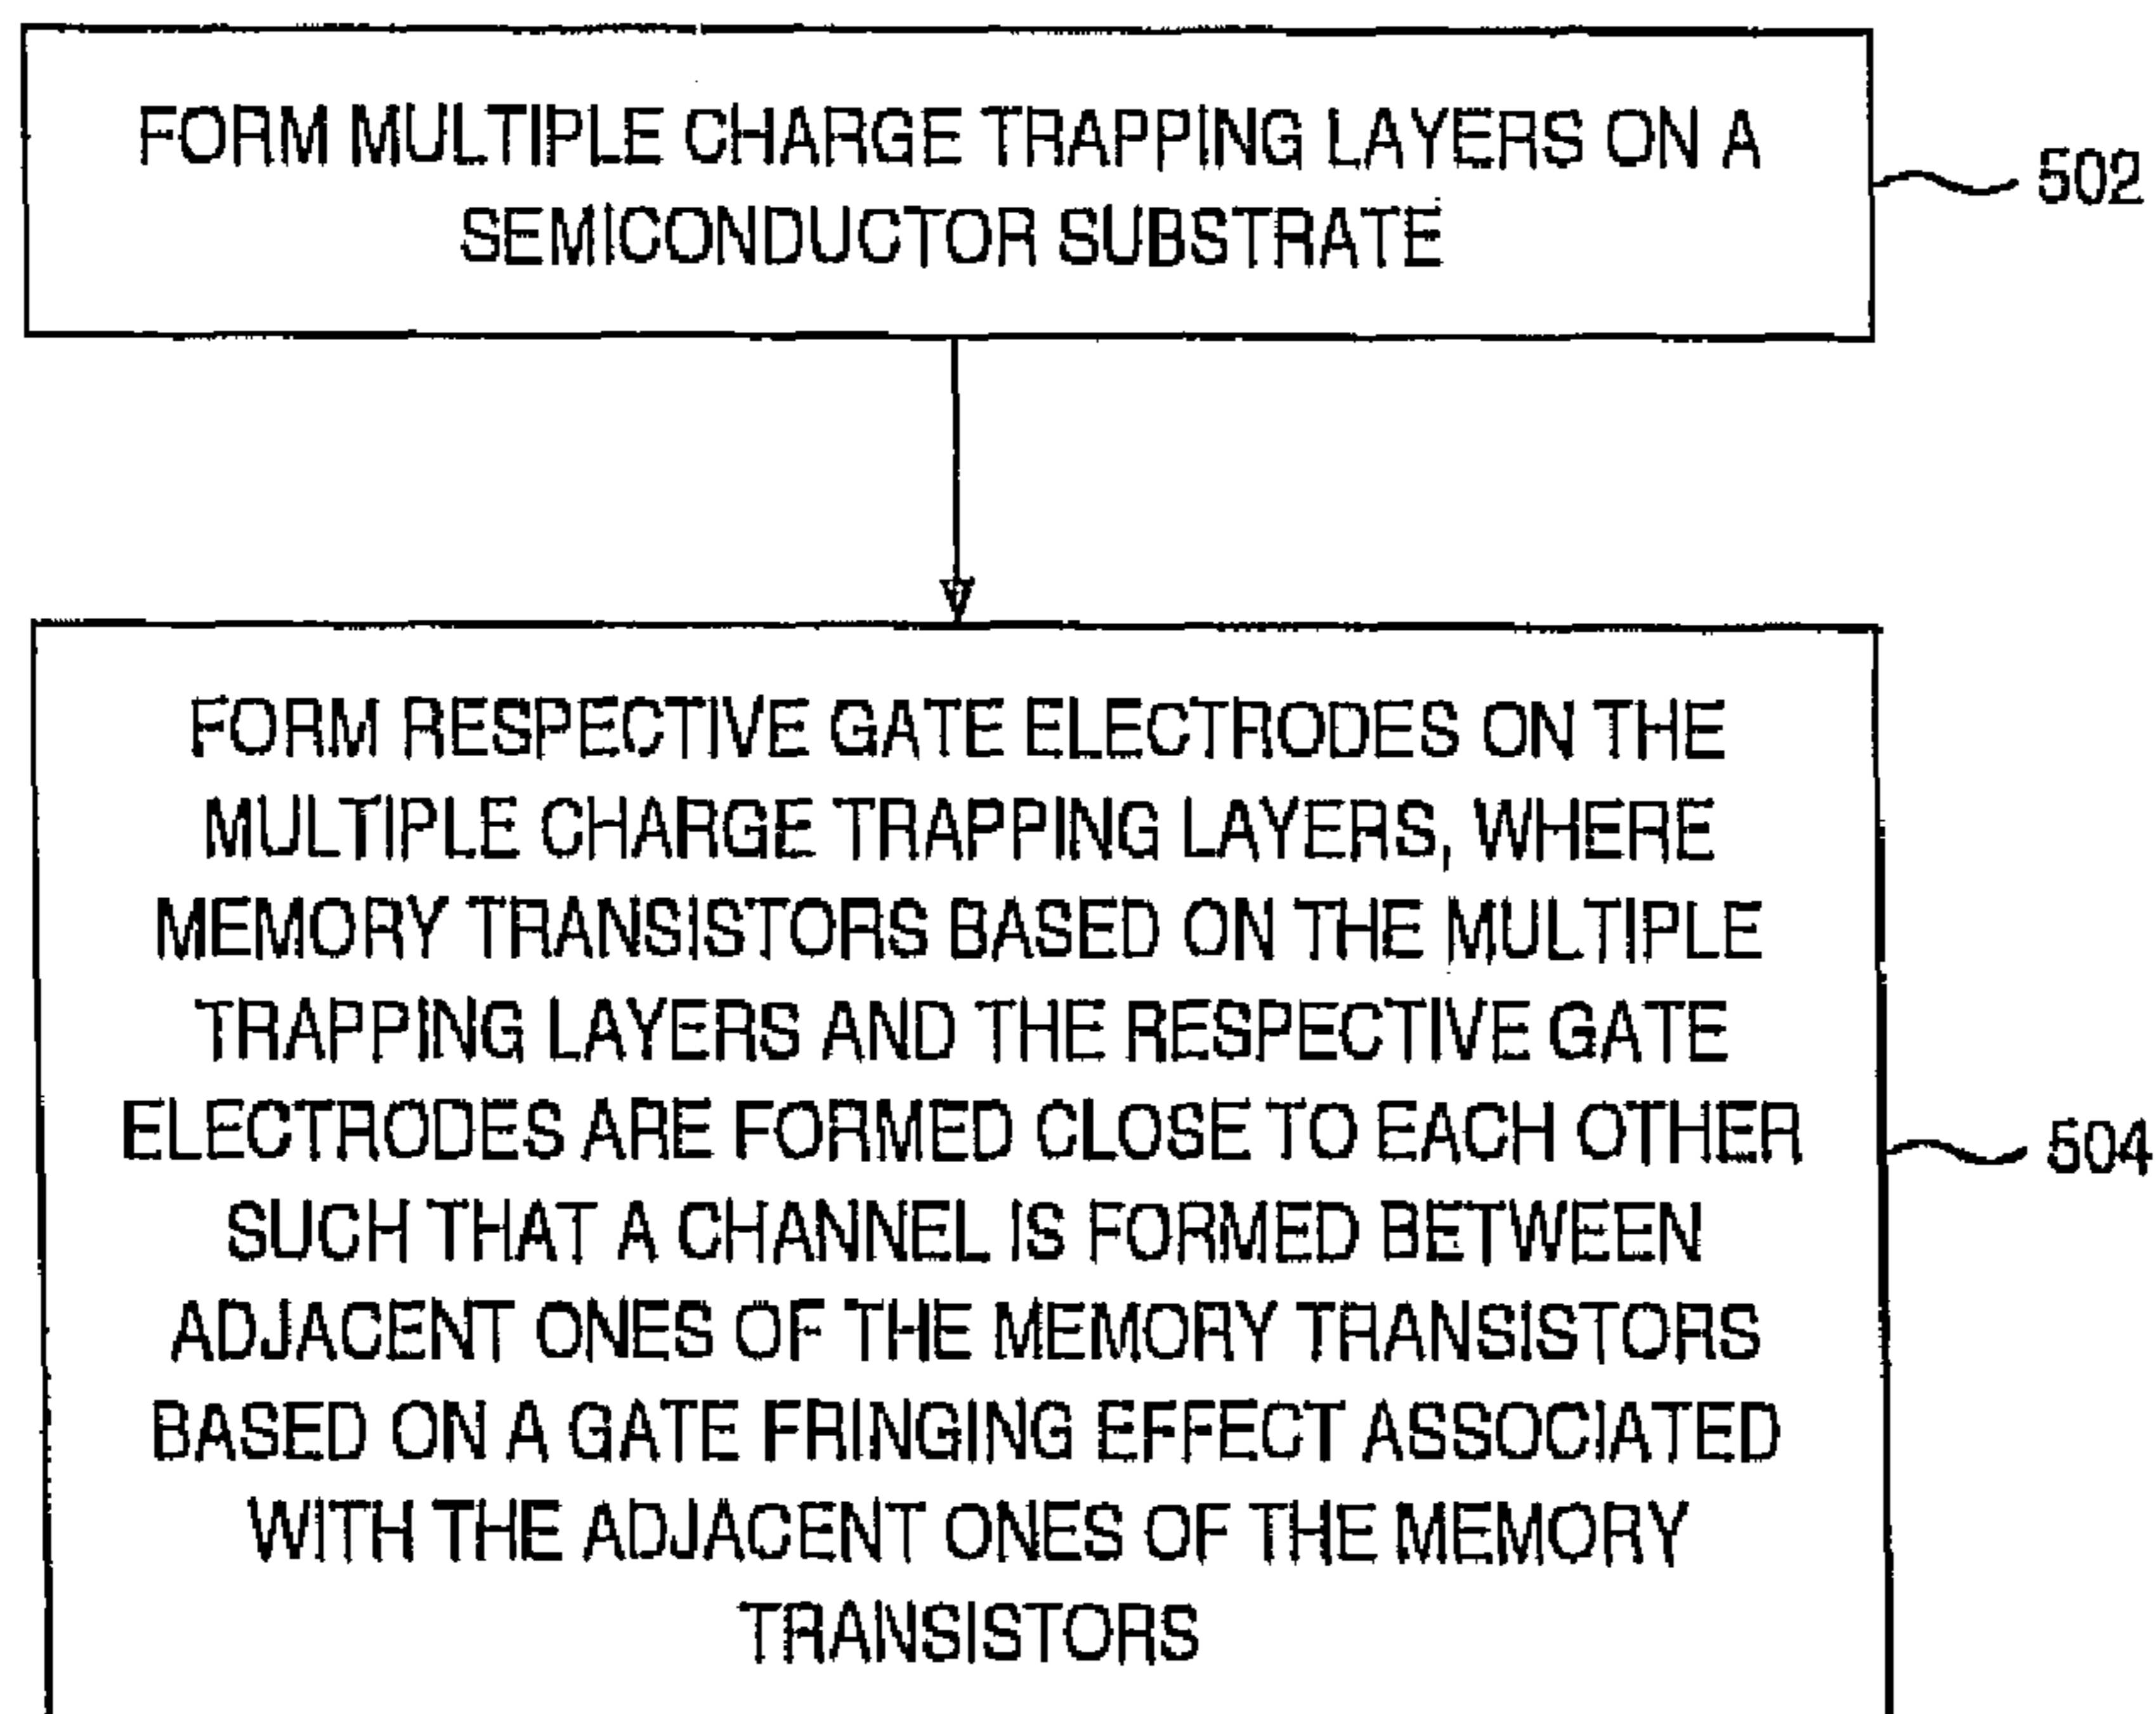 FORM MULTIPLE CHARGE TRAPPING LAYERS ON A
SEMICONDUCTOR SUBSTRATE
502
FORM RESPECTIVE GATE ELECTRODES ON THE
MULTIPLE CHARGE TRAPPING LAYERS, WHERE
MEMORY TRANSISTORS BASED ON THE MULTIPLE
TRAPPING LAYERS AND THE RESPECTIVE GATE
ELECTRODES ARE FORMED CLOSE TO EACH OTHER
SUCH THAT A CHANNEL IS FORMED BETWEEN
ADJACENT ONES OF THE MEMORY TRANSISTORS
BASED ON A GATE FRINGING EFFECT ASSOCIATED
WITH THE ADJACENT ONES OF THE MEMORY
TRANSISTORS
504